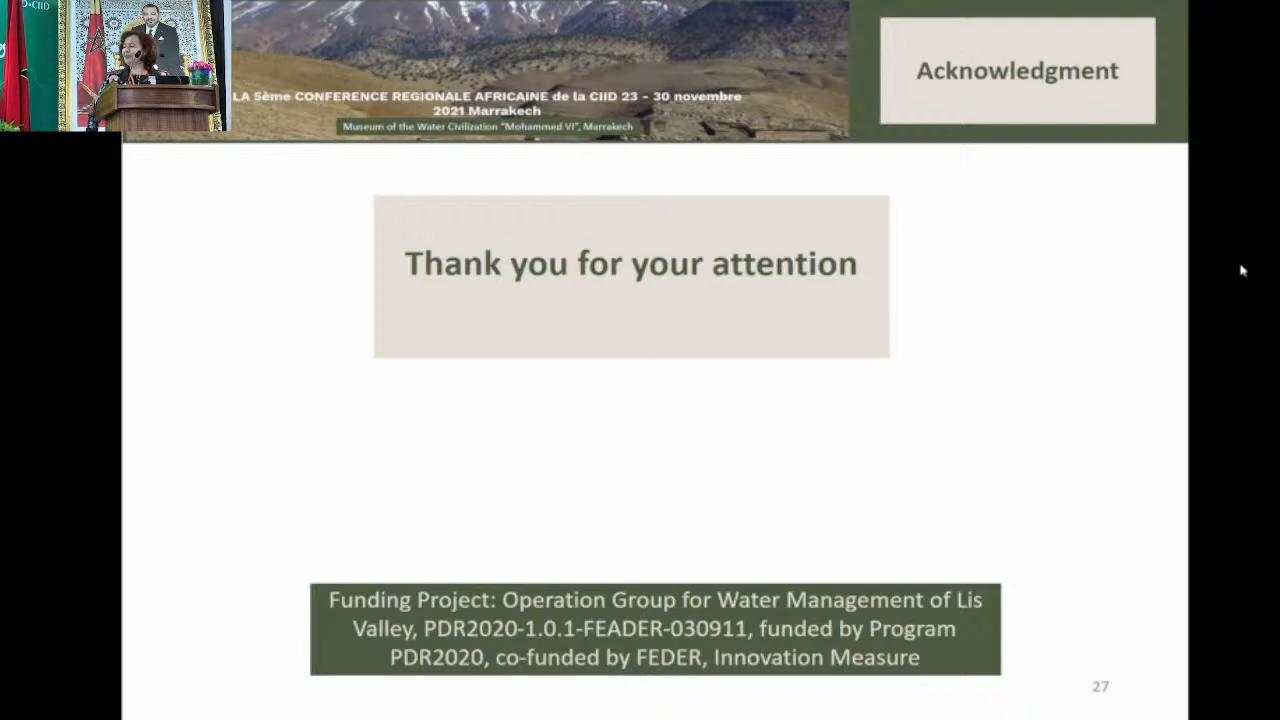 O-CIID
LA 5ème CONFERENCE REGIONALE AFRICAINE de la CIID 23 - 30 novembre
2021 Marrakech
Museum of the Water Civilization "Mohammed VI", Marrakech
Acknowledgment
Thank you for your attention
Funding Project: Operation Group for Water Management of Lis
Valley, PDR2020-1.0.1-FEADER-030911, funded by Program
PDR2020, co-funded by FEDER, Innovation Measure
27